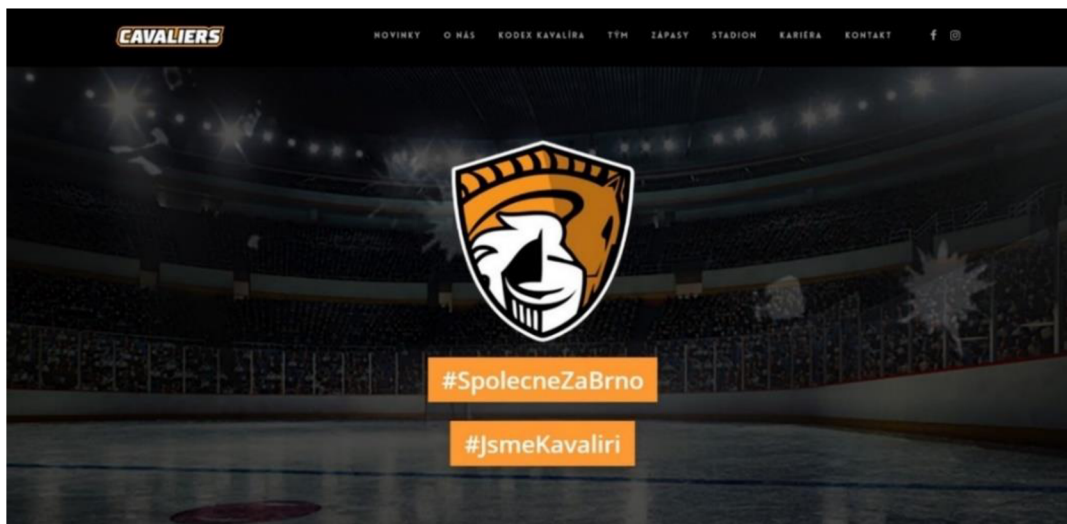 CAVALIERS
NOVINKY O NÁS KODEX KAVALÍRA TÝM ZÁPASY STADION KARIÉRA KONTAKT
#SpolecneZaBrno
#JsmeKavaliri